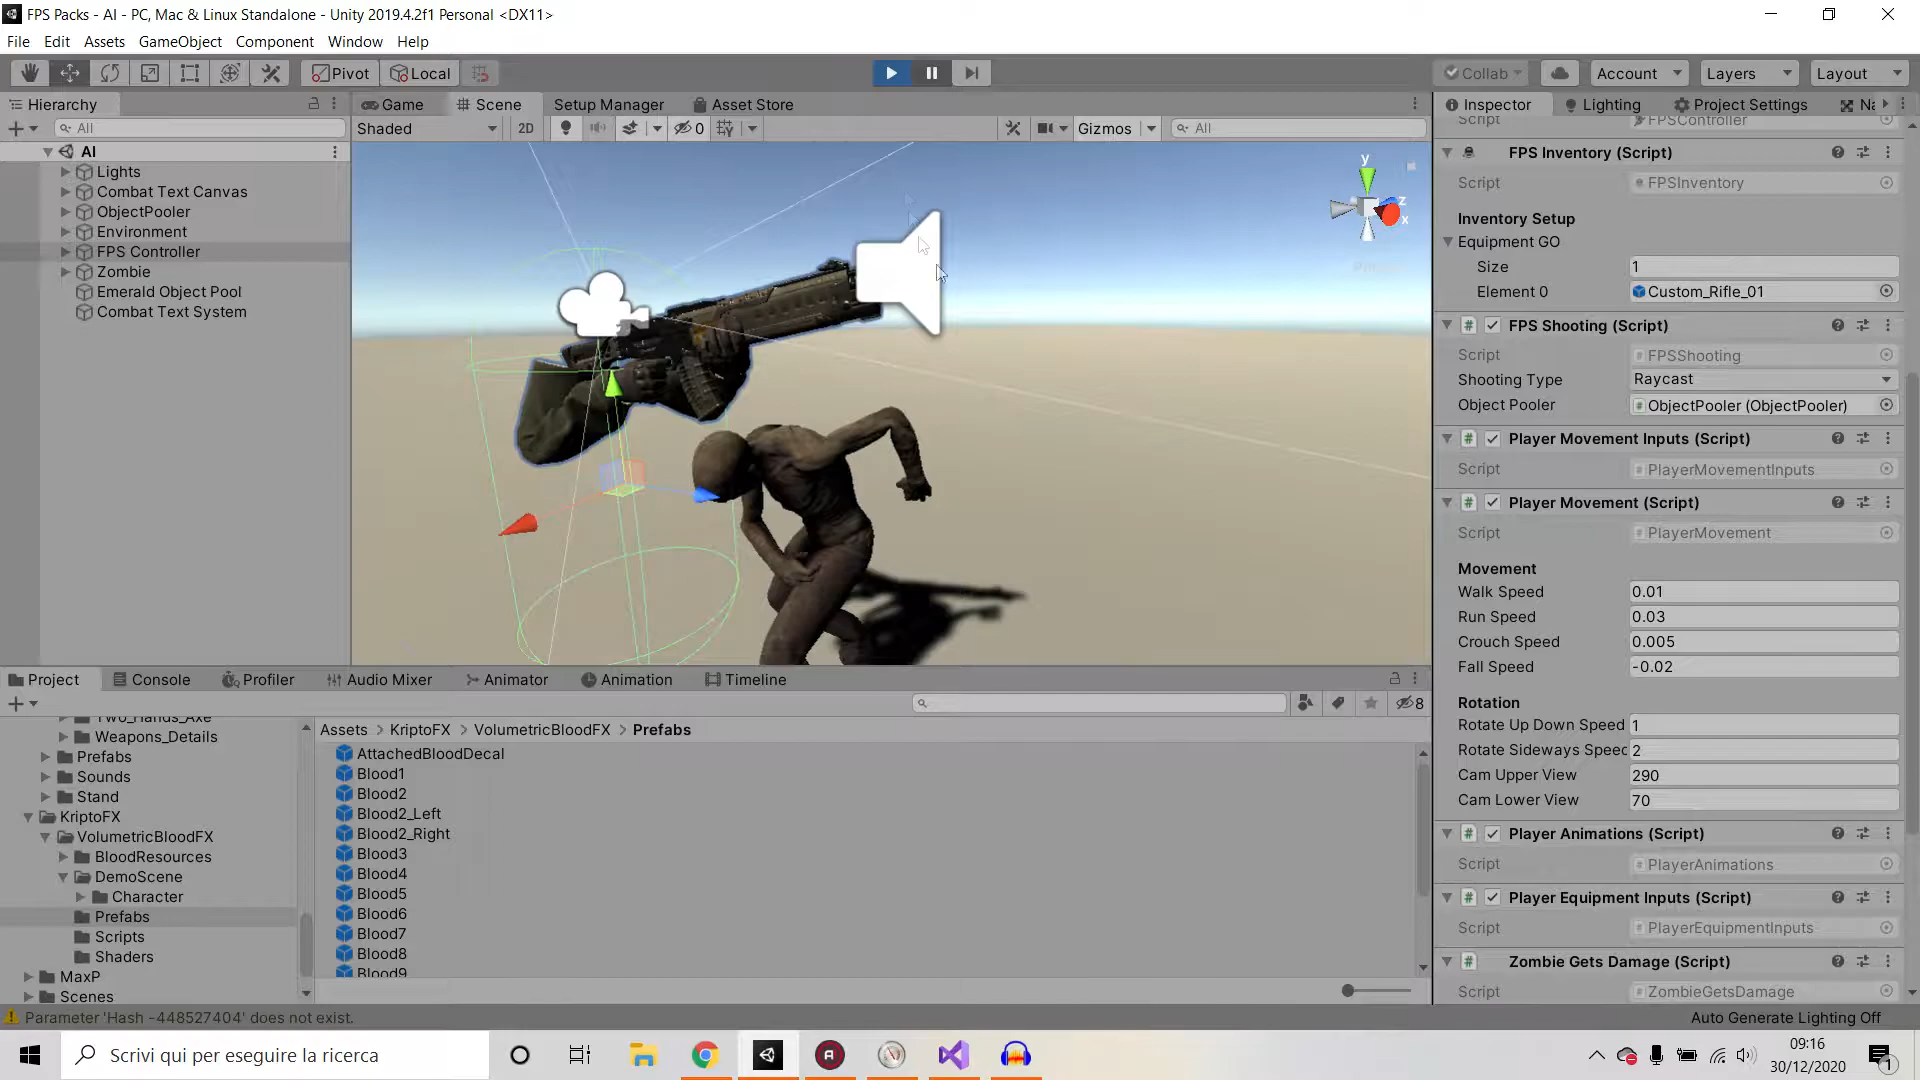 FPS Packs - AI - PC, Mac & Linux Standalone - Unity 2019.4.2f1 Personal <DX11>
File Edit Assets GameObject Component Window Help
Pivot Local Collab Account Layers Layout
Hierarchy
All
AI
Lights
Combat Text Canvas
ObjectPooler
Environment
FPS Controller
Zombie
Emerald Object Pool
Combat Text System
Game Scene Setup Manager Asset Store
Shaded 2D 0 Gizmos All
y
z
x
Inspector Lighting Project Settings Na
Script FPSController
FPS Inventory (Script)
Script FPSInventory
Inventory Setup
Equipment GO
Size 1
Element 0 Custom_Rifle_01
FPS Shooting (Script)
Script FPSShooting
Shooting Type Raycast
Object Pooler ObjectPooler (ObjectPooler)
Player Movement Inputs (Script)
Script PlayerMovementInputs
Player Movement (Script)
Script PlayerMovement
Movement
Walk Speed 0.01
Run Speed 0.03
Crouch Speed 0.005
Fall Speed -0.02
Rotation
Rotate Up Down Speed 1
Rotate Sideways Speed 2
Cam Upper View 290
Cam Lower View 70
Player Animations (Script)
Script PlayerAnimations
Player Equipment Inputs (Script)
Script PlayerEquipmentInputs
Zombie Gets Damage (Script)
Script ZombieGetsDamage
Project Console Profiler Audio Mixer Animator Animation Timeline
8
Two_Hands_Axe
Weapons_Details
Prefabs
Sounds
Stand
KriptoFX
VolumetricBloodFX
BloodResources
DemoScene
Character
Prefabs
Scripts
Shaders
MaxP
Scenes
Assets > KriptoFX > VolumetricBloodFX > Prefabs
AttachedBloodDecal
Blood1
Blood2
Blood2_Left
Blood2_Right
Blood3
Blood4
Blood5
Blood6
Blood7
Blood8
Blood9
Parameter 'Hash -448527404' does not exist.
Auto Generate Lighting Off
Scrivi qui per eseguire la ricerca
09:16
30/12/2020
1